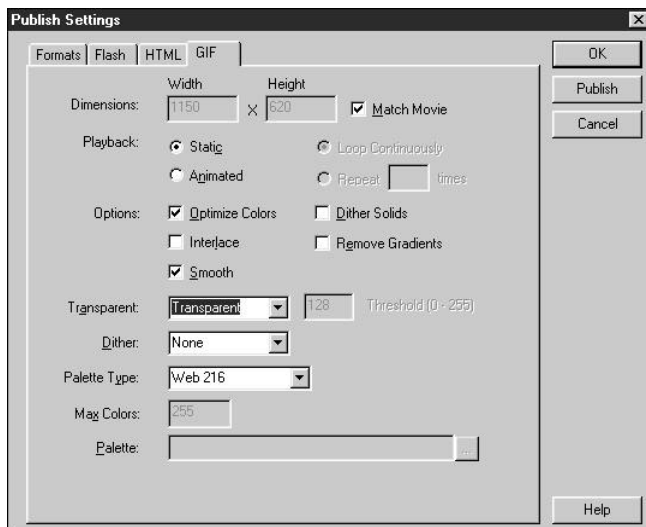 Publish Settings
Formats Flash HTML GIF
OK
Publish
Cancel
Width Height
Dimensions: 1150 X 620 Match Movie
Playback: Static Loop Continuously
Animated Repeat times
Options: Optimize Colors Dither Solids
Interlace Remove Gradients
Smooth
Transparent: Transparent 128 Threshold (0 - 255)
Dither: None
Palette Type: Web 216
Max Colors: 255
Palette: ...
Help